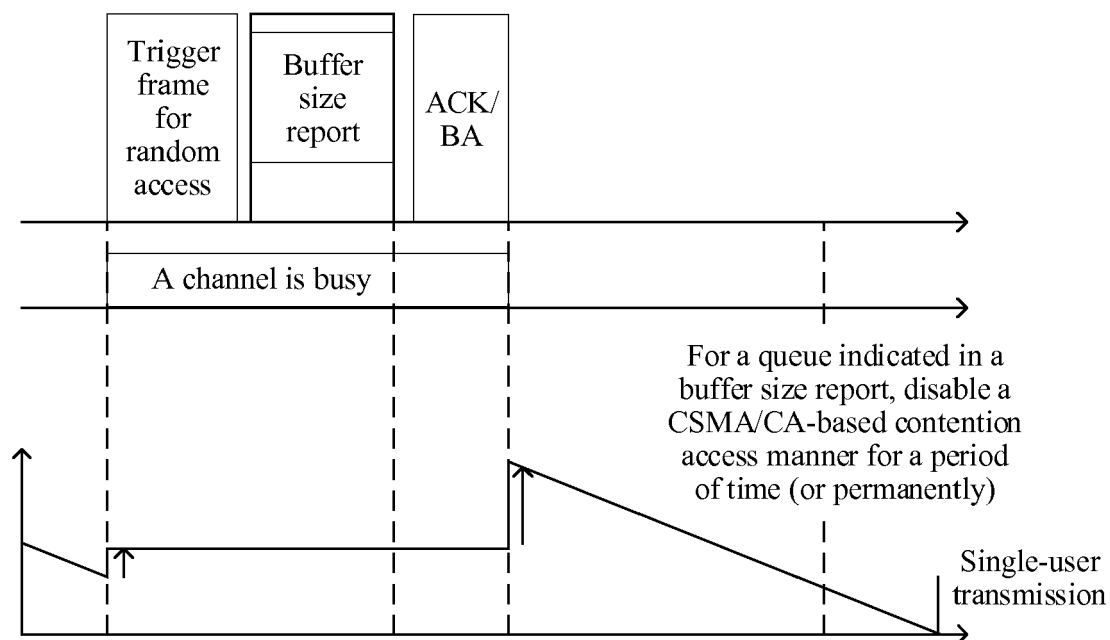 Trigger
frame
for
random
access
Buffer
size
report
ACK/
BA
A channel is busy
For a queue indicated in a
buffer size report, disable a
CSMA/CA-based contention
access manner for a period
of time (or permanently)
Single-user
transmission